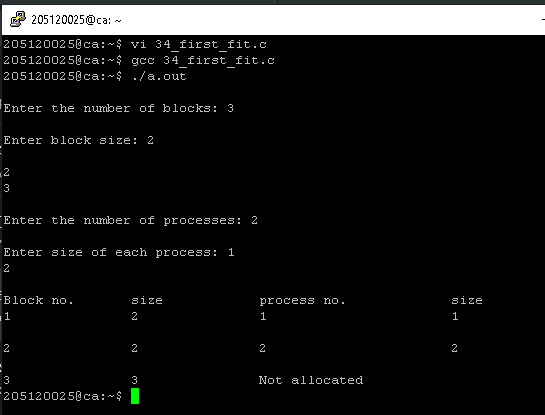 205120025@ca: ~
205120025@ca:~$ vi 34_first_fit.c
205120025@ca:~$ gcc 34_first_fit.c
205120025@ca:~$ ./a.out
Enter the number of blocks: 3
Enter block size: 2
2
3
Enter the number of processes: 2
Enter size of each process: 1
2
Block no. size process no. size
1 2 1 1
2 2 2 2
3 3 Not allocated
205120025@ca:~$